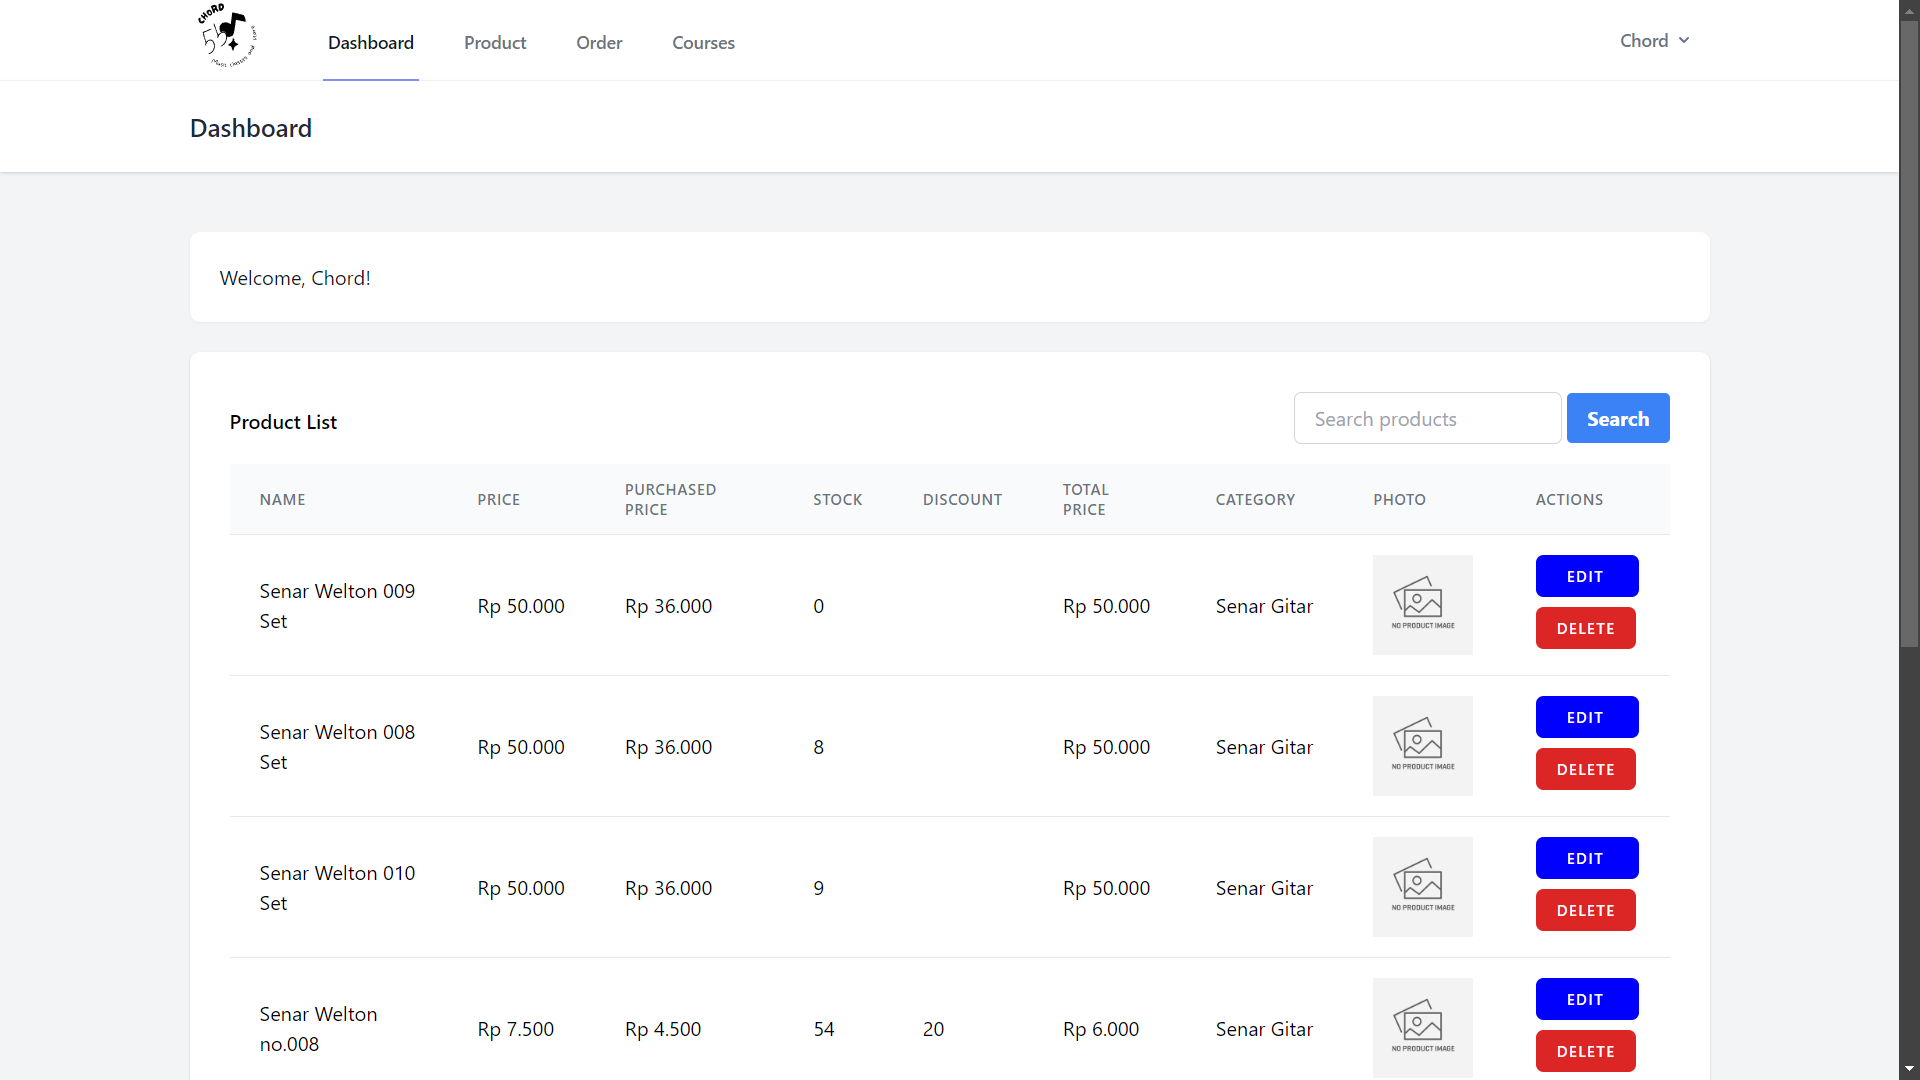 CHORD
Dashboard
Product
Order
Courses
Chord
Dashboard
Welcome, Chord!
Product List
Search products
Search
NAME
PRICE
PURCHASED
PRICE
STOCK
DISCOUNT
TOTAL
PRICE
CATEGORY
PHOTO
ACTIONS
Senar Welton 009
Set
Rp 50.000
Rp 36.000
0
Rp 50.000
Senar Gitar
NO PRODUCT IMAGE
EDIT
DELETE
Senar Welton 008
Set
Rp 50.000
Rp 36.000
8
Rp 50.000
Senar Gitar
NO PRODUCT IMAGE
EDIT
DELETE
Senar Welton 010
Set
Rp 50.000
Rp 36.000
9
Rp 50.000
Senar Gitar
NO PRODUCT IMAGE
EDIT
DELETE
Senar Welton
no.008
Rp 7.500
Rp 4.500
54
20
Rp 6.000
Senar Gitar
NO PRODUCT IMAGE
EDIT
DELETE